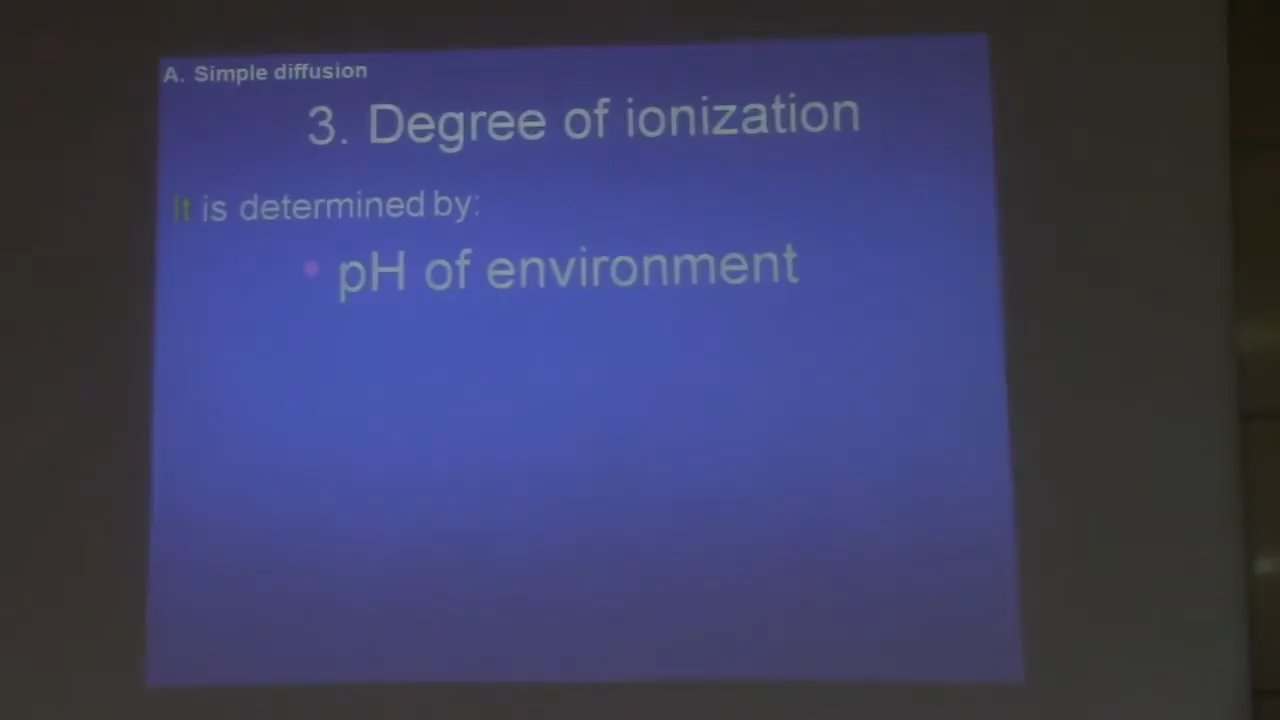 A. Simple diffusion
3. Degree of ionization
It is determined by:
• pH of environment